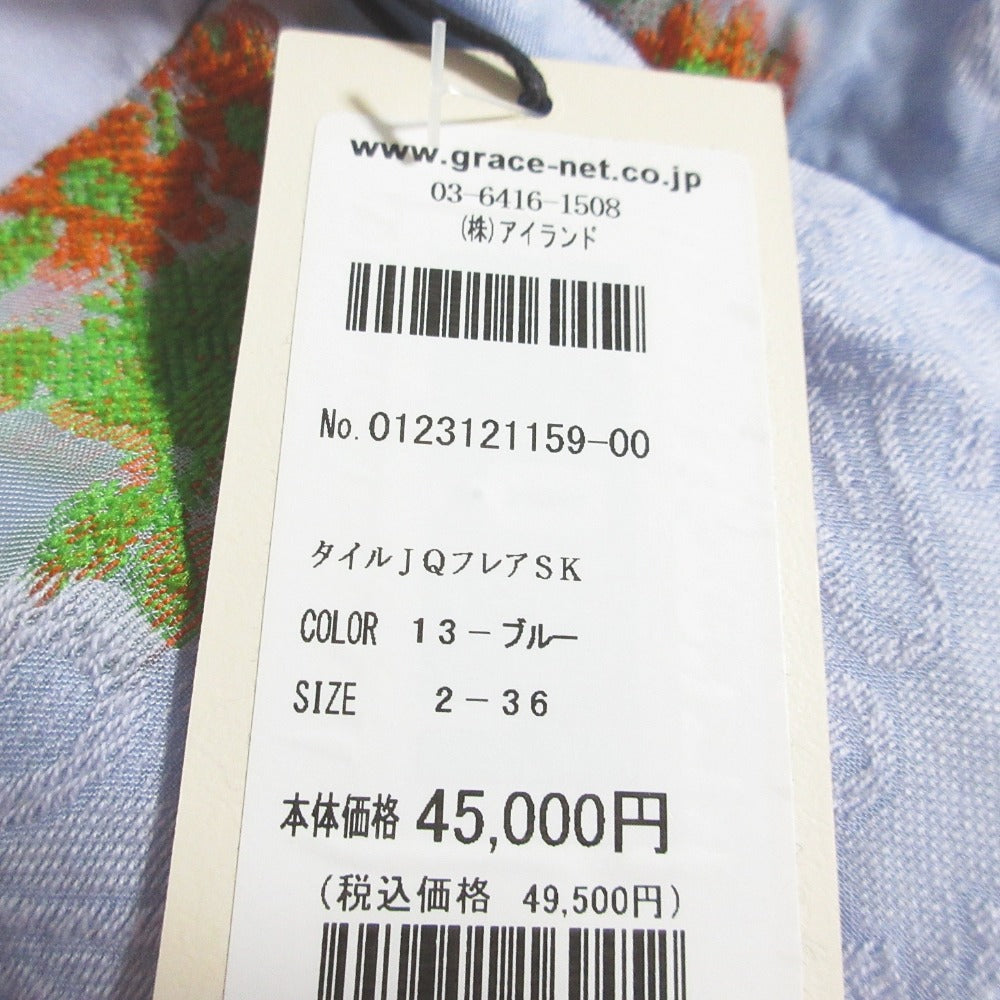 www.grace-net.co.jp
03-6416-1508
(株)アイランド
No. 0123121159-00
タイルJQフレアSK
COLOR 13-ブルー
SIZE 2-36
本体価格 45,000円
(税込価格 49,500円)